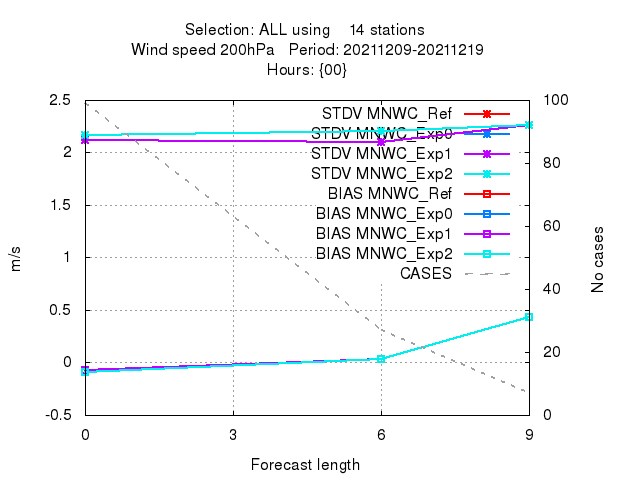 Selection: ALL using 14 stations
Wind speed 200hPa Period: 20211209-20211219
Hours: {00}
2.5
2
1.5
1
0.5
0
-0.5
m/s
STDV MNWC_Ref
STDV MNWC_Exp0
STDV MNWC_Exp1
STDV MNWC_Exp2
BIAS MNWC_Ref
BIAS MNWC_Exp0
BIAS MNWC_Exp1
BIAS MNWC_Exp2
CASES
100
80
60
40
20
0
No cases
0 3 6 9
Forecast length